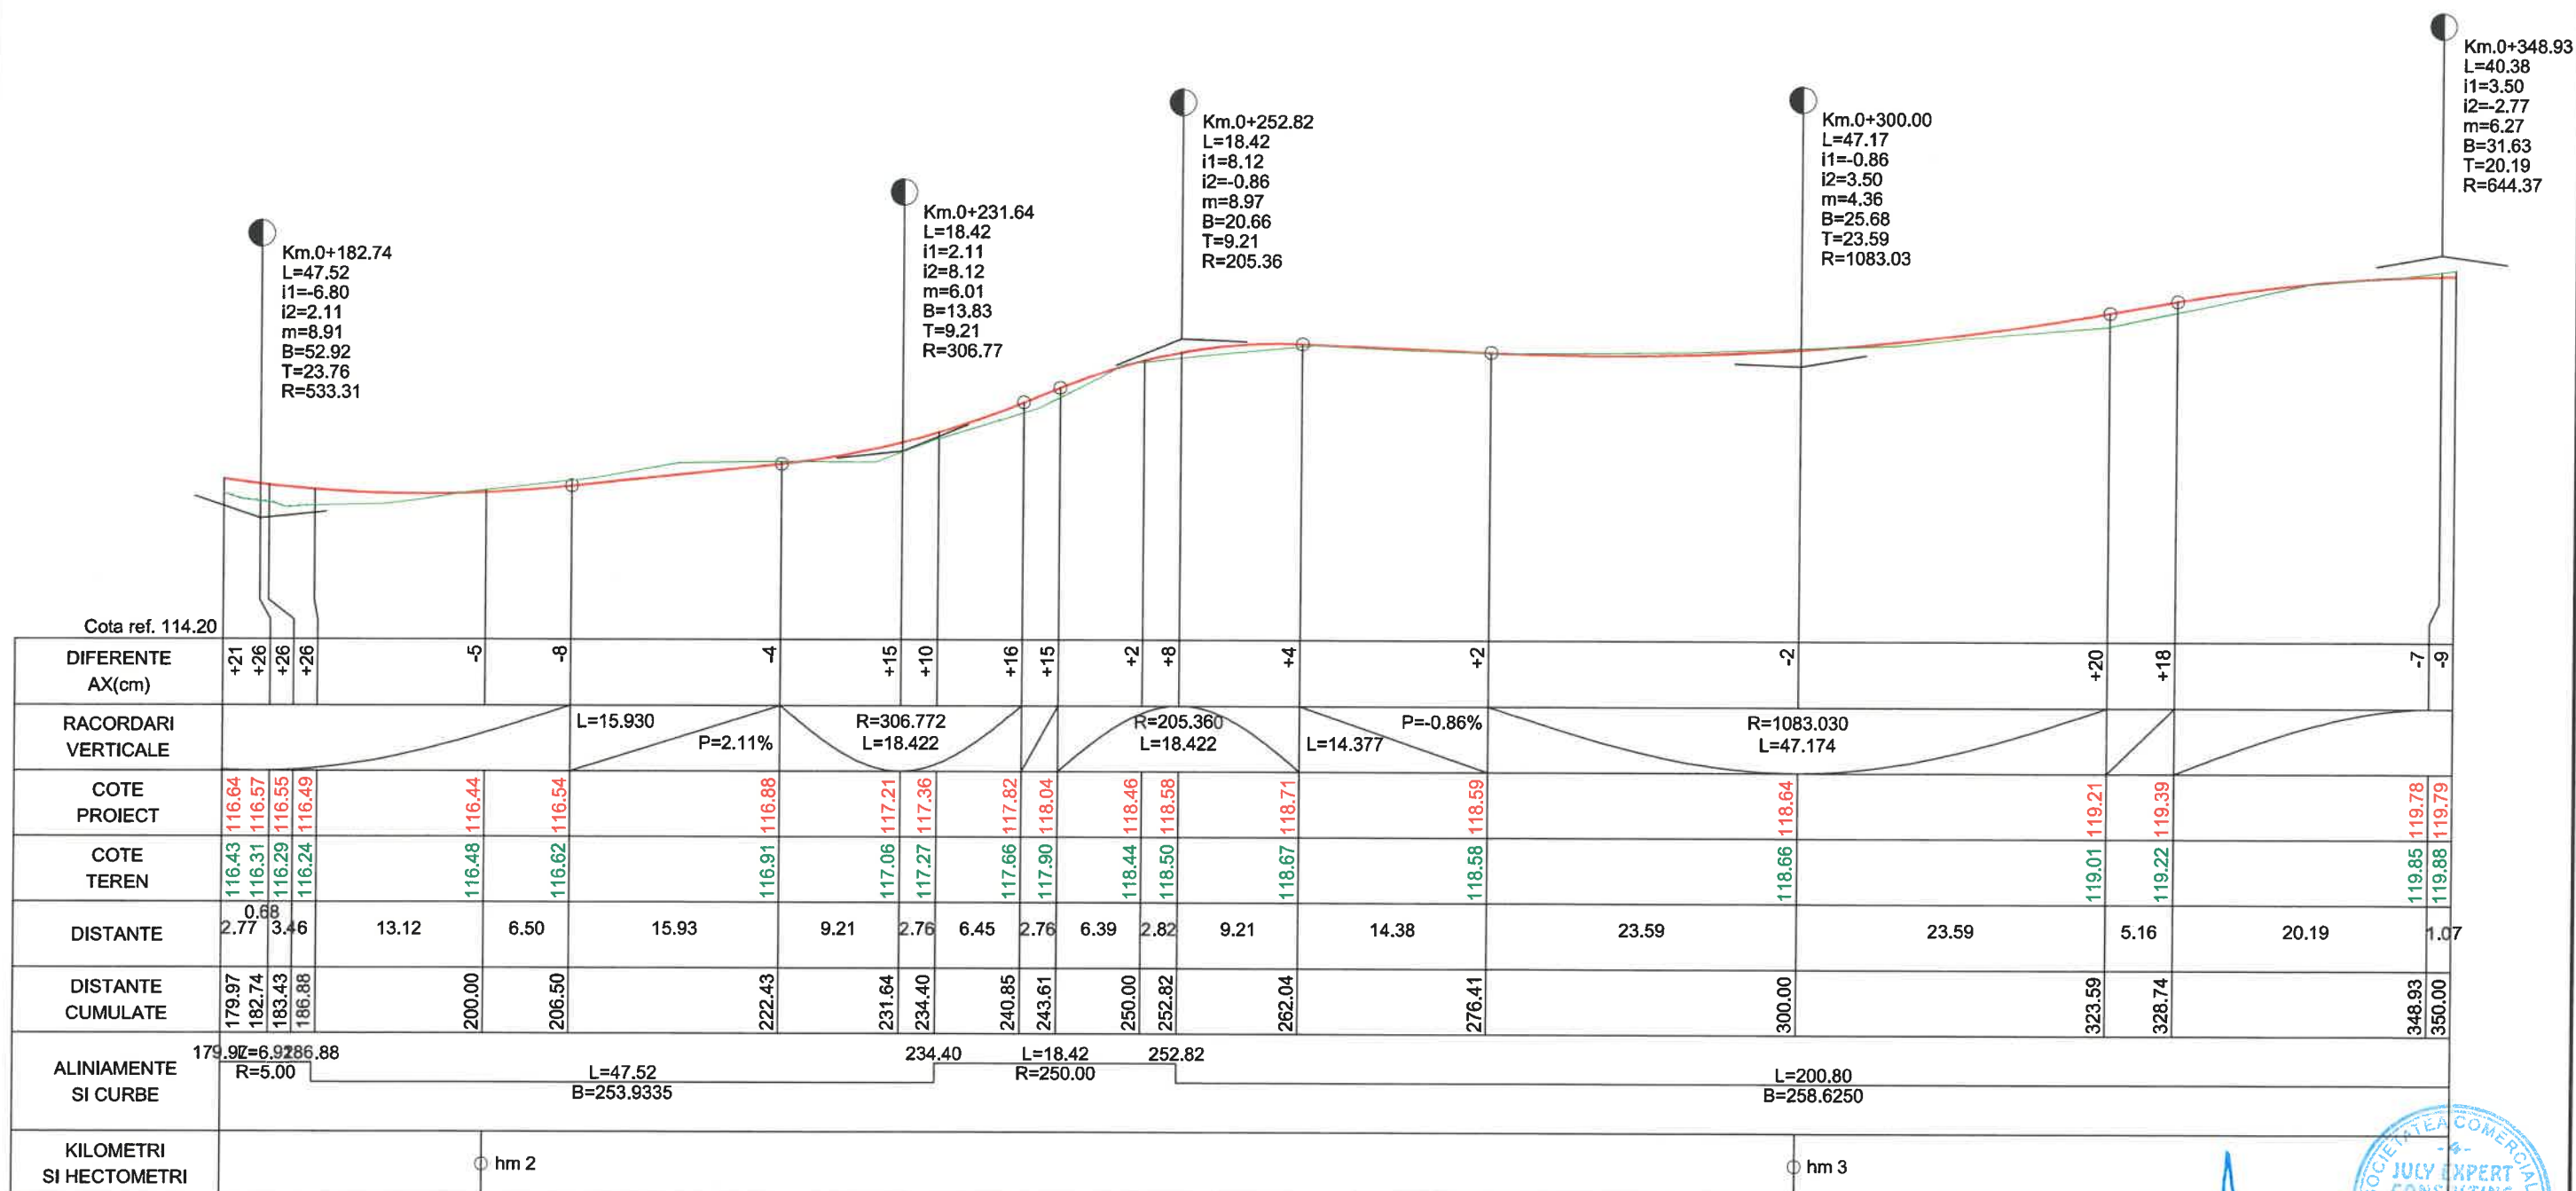 Km.0+348.93
L=40.38
i1=3.50
i2=-2.77
m=6.27
B=31.63
T=20.19
R=644.37
Km.0+252.82
L=18.42
i1=8.12
i2=-0.86
m=8.97
B=20.66
T=9.21
R=205.36
Km.0+300.00
L=47.17
i1=-0.86
i2=3.50
m=4.36
B=25.68
T=23.59
R=1083.03
Km.0+231.64
L=18.42
i1=2.11
i2=8.12
m=6.01
B=13.83
T=9.21
R=306.77
Km.0+182.74
L=47.52
i1=-6.80
i2=2.11
m=8.91
B=52.92
T=23.76
R=533.31
Cota ref. 114.20
DIFERENTE
AX(cm)
+21 +26 +26 +26 -5 -8 -4 +15 +10 +16 +15 +2 +8 +4 +2 -2 +20 +18 -7 -9
RACORDARI
VERTICALE
L=15.930
P=2.11%
R=306.772
L=18.422
R=205.360
L=18.422
L=14.377
P=-0.86%
R=1083.030
L=47.174
COTE
PROIECT
116.64 116.57 116.55 116.49 116.44 116.54 116.88 117.21 117.36 117.82 118.04 118.46 118.58 118.71 118.59 118.64 119.21 119.39 119.78 119.79
COTE
TEREN
116.43 116.31 116.29 116.24 116.48 116.62 116.91 117.06 117.27 117.66 117.90 118.44 118.50 118.67 118.58 118.66 119.01 119.22 119.85 119.88
DISTANTE
2.77 0.68 3.46 13.12 6.50 15.93 9.21 2.76 6.45 2.76 6.39 2.82 9.21 14.38 23.59 23.59 5.16 20.19 1.07
DISTANTE
CUMULATE
179.97 182.74 183.43 186.88 200.00 206.50 222.43 231.64 234.40 240.85 243.61 250.00 252.82 262.04 276.41 300.00 323.59 328.74 348.93 350.00
ALINIAMENTE
SI CURBE
179.97 L=6.92 186.88
R=5.00
L=47.52
B=253.9335
234.40 L=18.42 252.82
R=250.00
L=200.80
B=258.6250
KILOMETRI
SI HECTOMETRI
hm 2
hm 3
SOCIETATEA COMERCIAL
JULY EXPERT